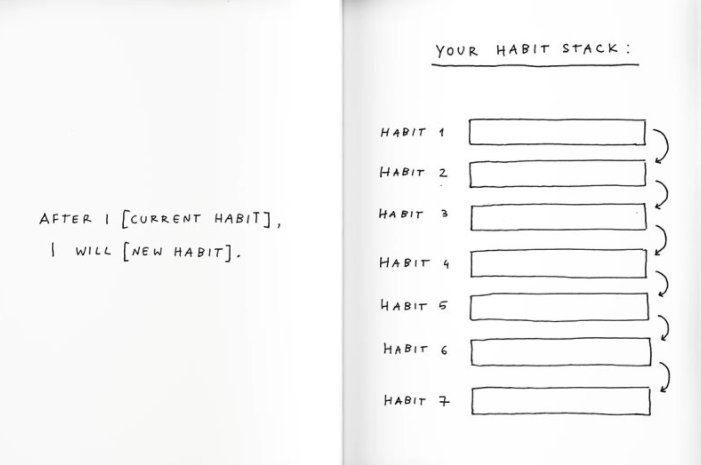 AFTER I [CURRENT HABIT],
I WILL [NEW HABIT].
YOUR HABIT STACK:
HABIT 1
HABIT 2
HABIT 3
HABIT 4
HABIT 5
HABIT 6
HABIT 7